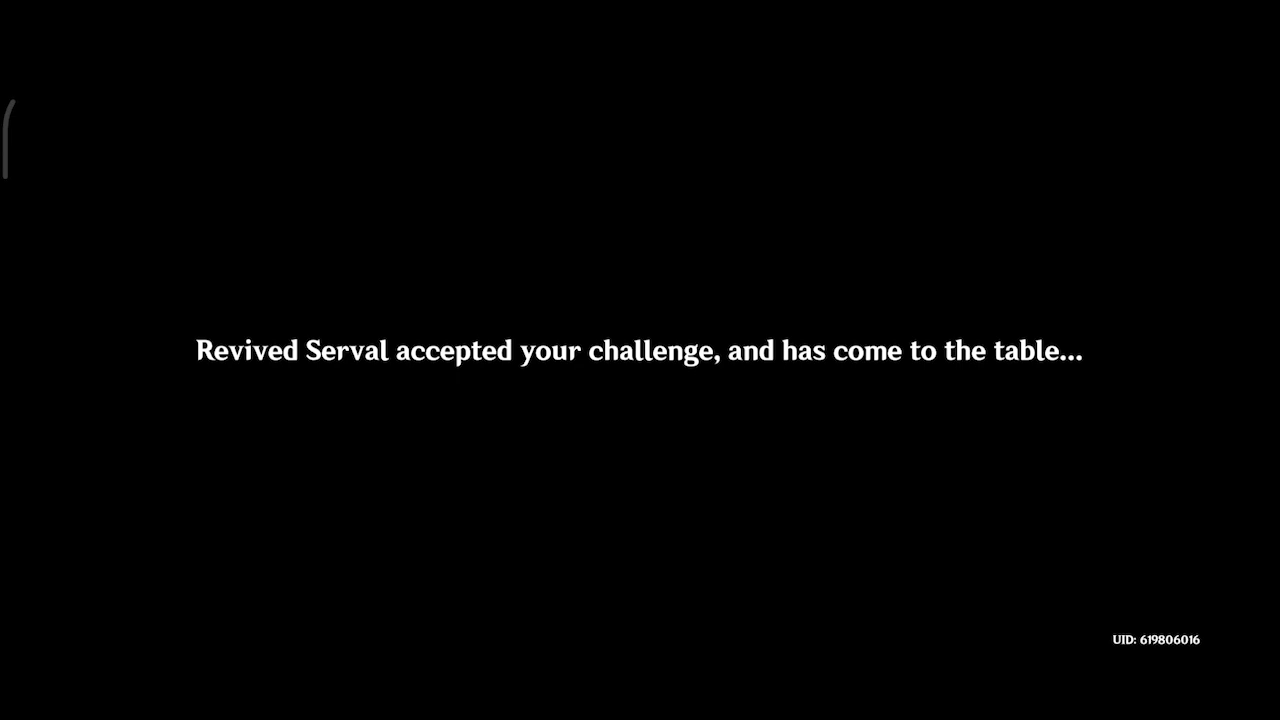 Revived Serval accepted your challenge, and has come to the table...
UID: 619806016